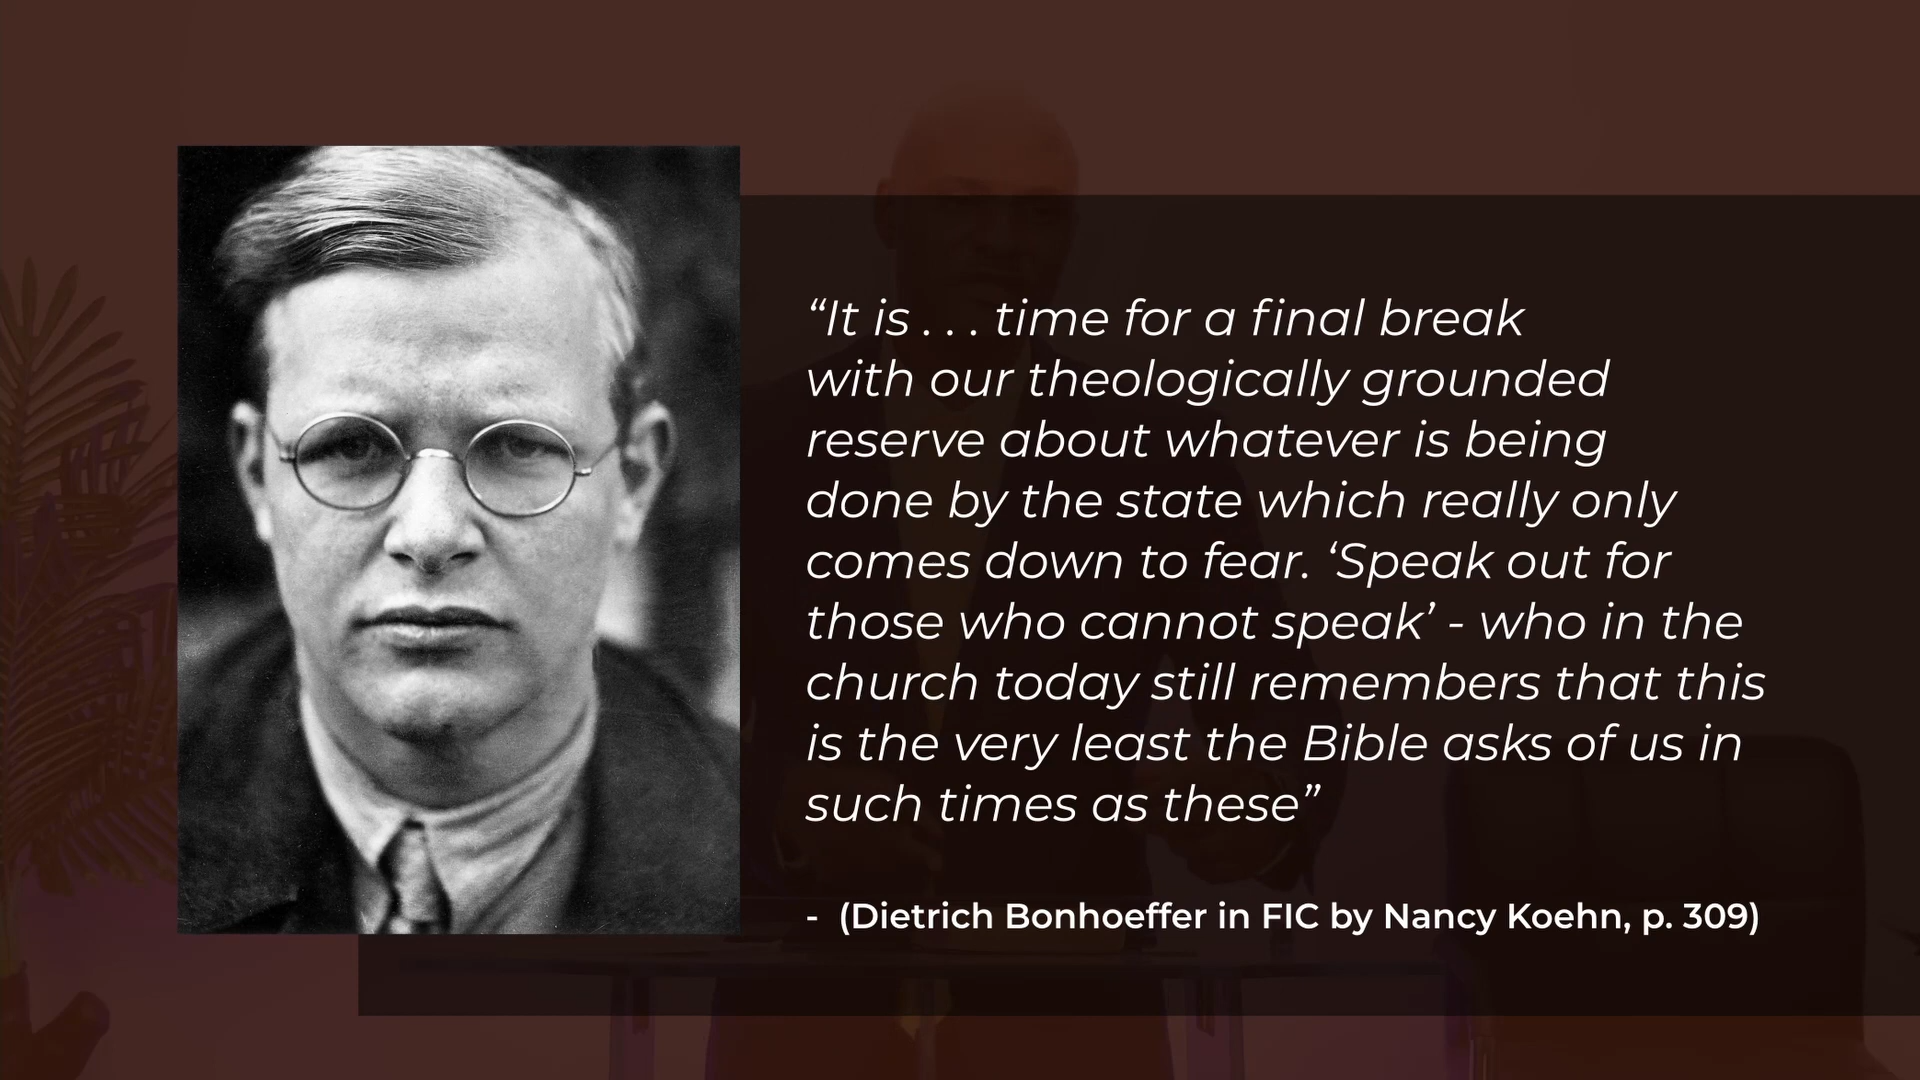 “It is . . . time for a final break
with our theologically grounded
reserve about whatever is being
done by the state which really only
comes down to fear. ‘Speak out for
those who cannot speak’ - who in the
church today still remembers that this
is the very least the Bible asks of us in
such times as these”
- (Dietrich Bonhoeffer in FIC by Nancy Koehn, p. 309)